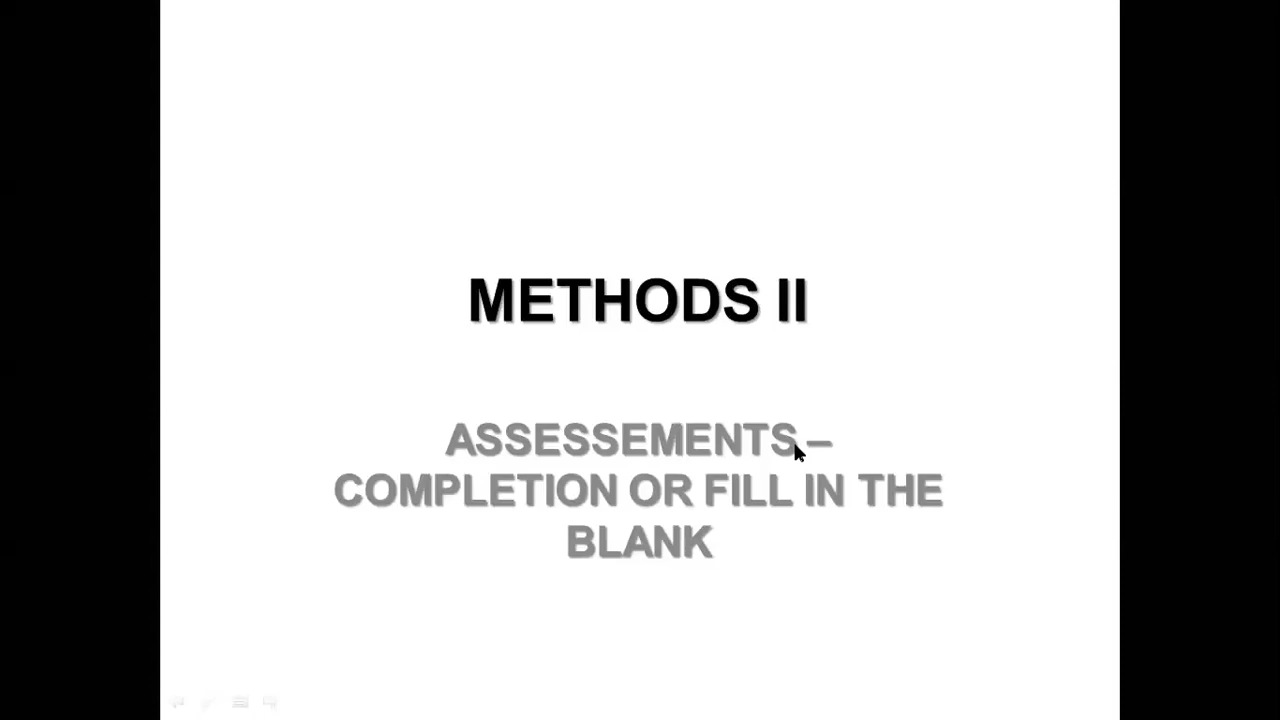 METHODS II
ASSESSEMENTS –
COMPLETION OR FILL IN THE
BLANK